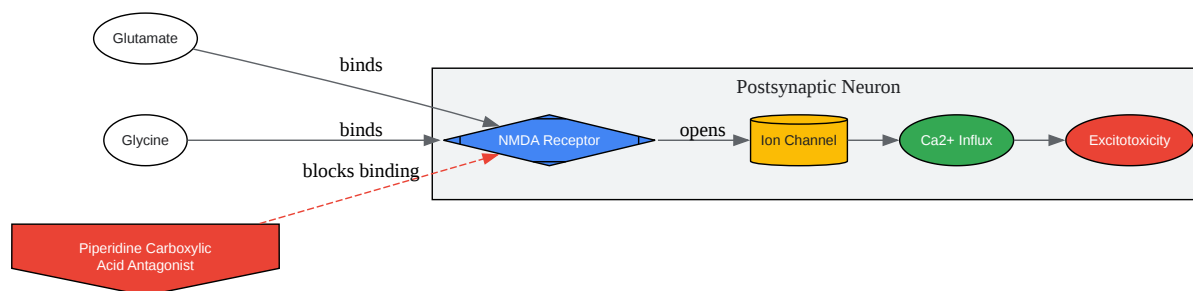 Glutamate
binds
Postsynaptic Neuron
Glycine
binds
NMDA Receptor
opens
Ion Channel
Ca2+ Influx
Excitotoxicity
blocks binding
Piperidine Carboxylic
Acid Antagonist